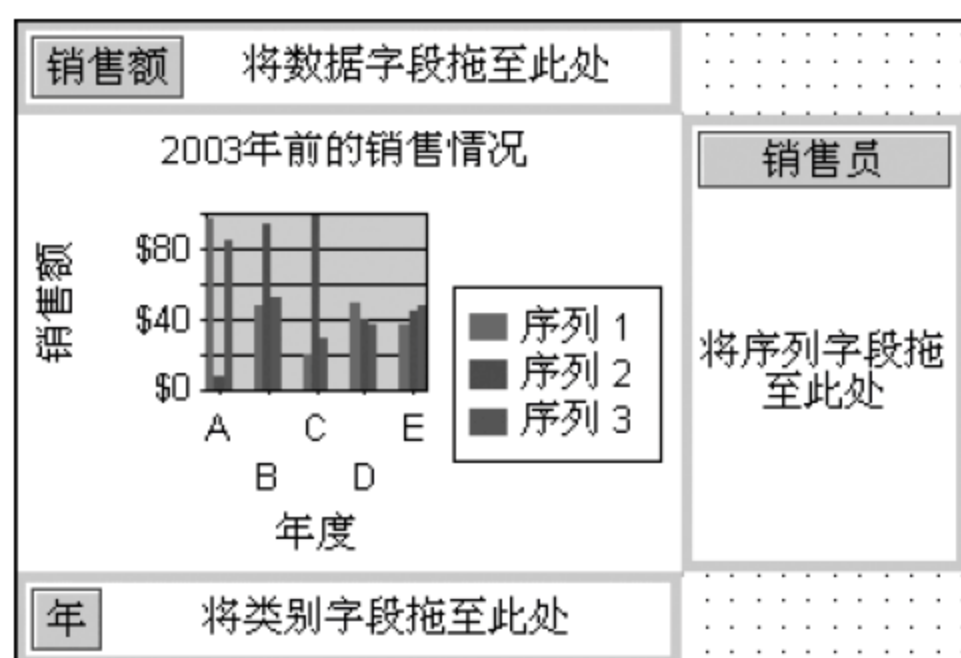 销售额 将数据字段拖至此处
2003年前的销售情况
销售员
销售额
$80
$40
$0
A C E
B D
年度
序列 1
序列 2
序列 3
将序列字段拖
至此处
年 将类别字段拖至此处